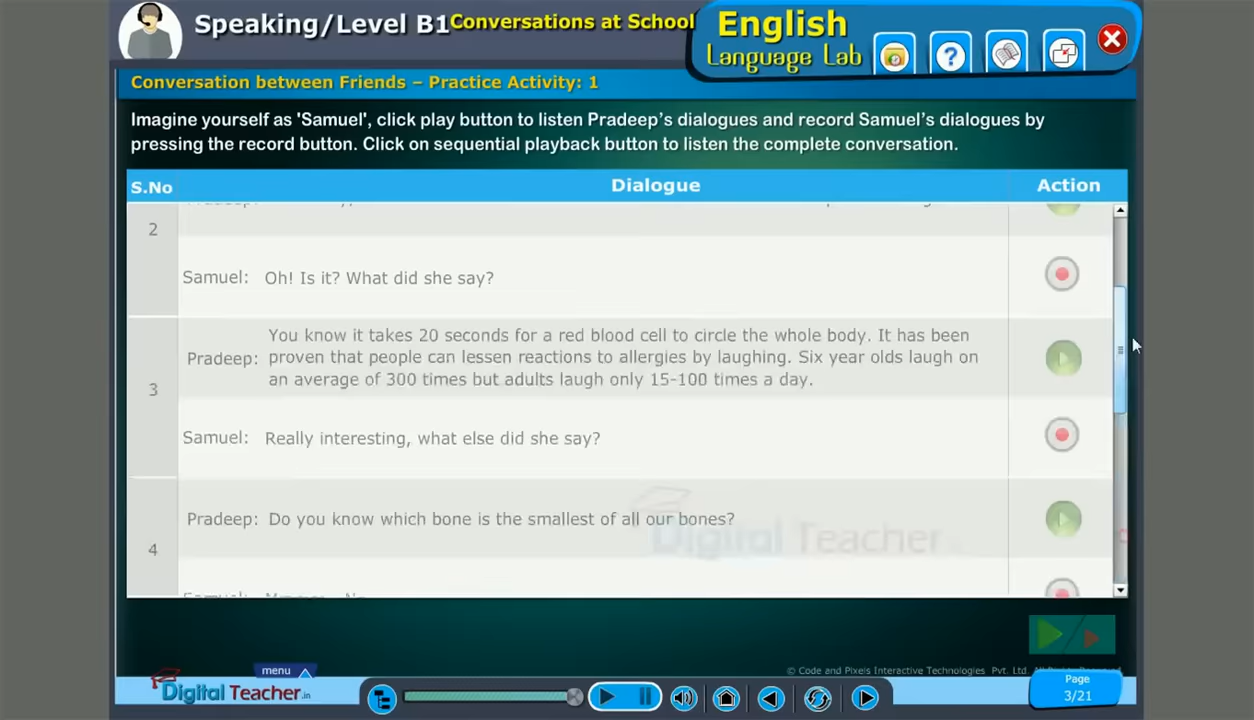 Speaking/Level B1
Conversations at School
English
Language Lab
Conversation between Friends – Practice Activity: 1
Imagine yourself as 'Samuel', click play button to listen Pradeep's dialogues and record Samuel's dialogues by
pressing the record button. Click on sequential playback button to listen the complete conversation.
S.No Dialogue Action
2
Samuel: Oh! Is it? What did she say?
You know it takes 20 seconds for a red blood cell to circle the whole body. It has been
Pradeep: proven that people can lessen reactions to allergies by laughing. Six year olds laugh on
an average of 300 times but adults laugh only 15-100 times a day.
3
Samuel: Really interesting, what else did she say?
Pradeep: Do you know which bone is the smallest of all our bones?
Digital Teacher
4
menu
© Code and Pixels Interactive Technologies Pvt. Ltd.
Digital Teacher.in
Page
3/21